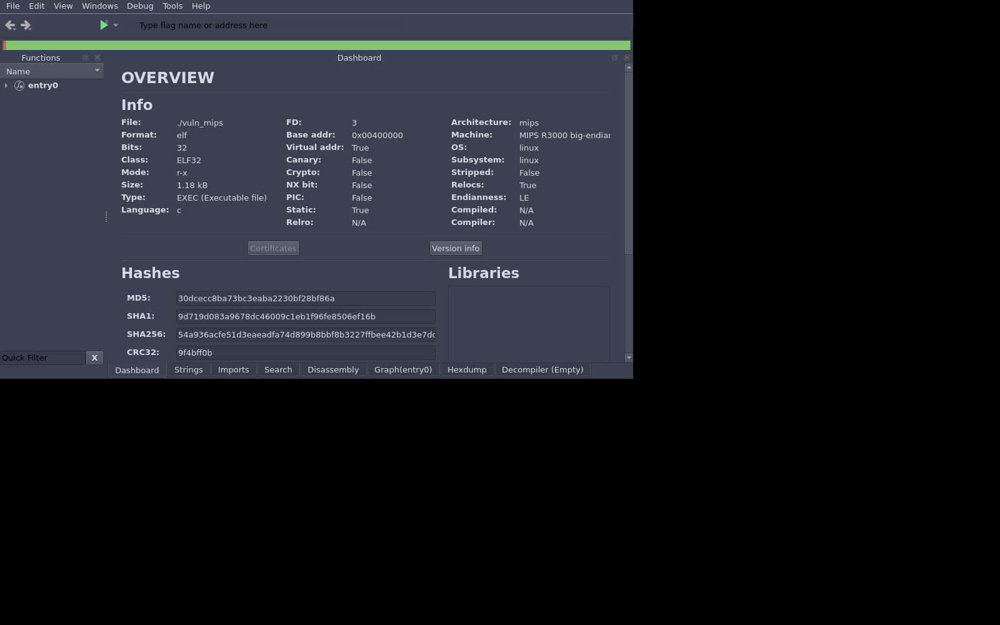 File Edit View Windows Debug Tools Help
Type flag name or address here
Functions
Dashboard
Name
entry0
OVERVIEW
Info
File: ./vuln_mips FD: 3 Architecture: mips
Format: elf Base addr: 0x00400000 Machine: MIPS R3000 big-endian
Bits: 32 Virtual addr: True OS: linux
Class: ELF32 Canary: False Subsystem: linux
Mode: r-x Crypto: False Stripped: False
Size: 1.18 kB NX bit: False Relocs: True
Type: EXEC (Executable file) PIC: False Endianness: LE
Language: c Static: True Compiled: N/A
Relro: N/A Compiler: N/A
Certificates Version info
Hashes Libraries
MD5: 30dcecc8ba73bc3eaba2230bf28bf86a
SHA1: 9d719d083a9678dc46009c1eb1f96fe8506ef16b
SHA256: 54a936acfe51d3eaeadfa74d899b8bbf8b3227ffbee42b1d3e7d
CRC32: 9f4bff0b
Quick Filter X
Dashboard Strings Imports Search Disassembly Graph(entry0) Hexdump Decompiler (Empty)